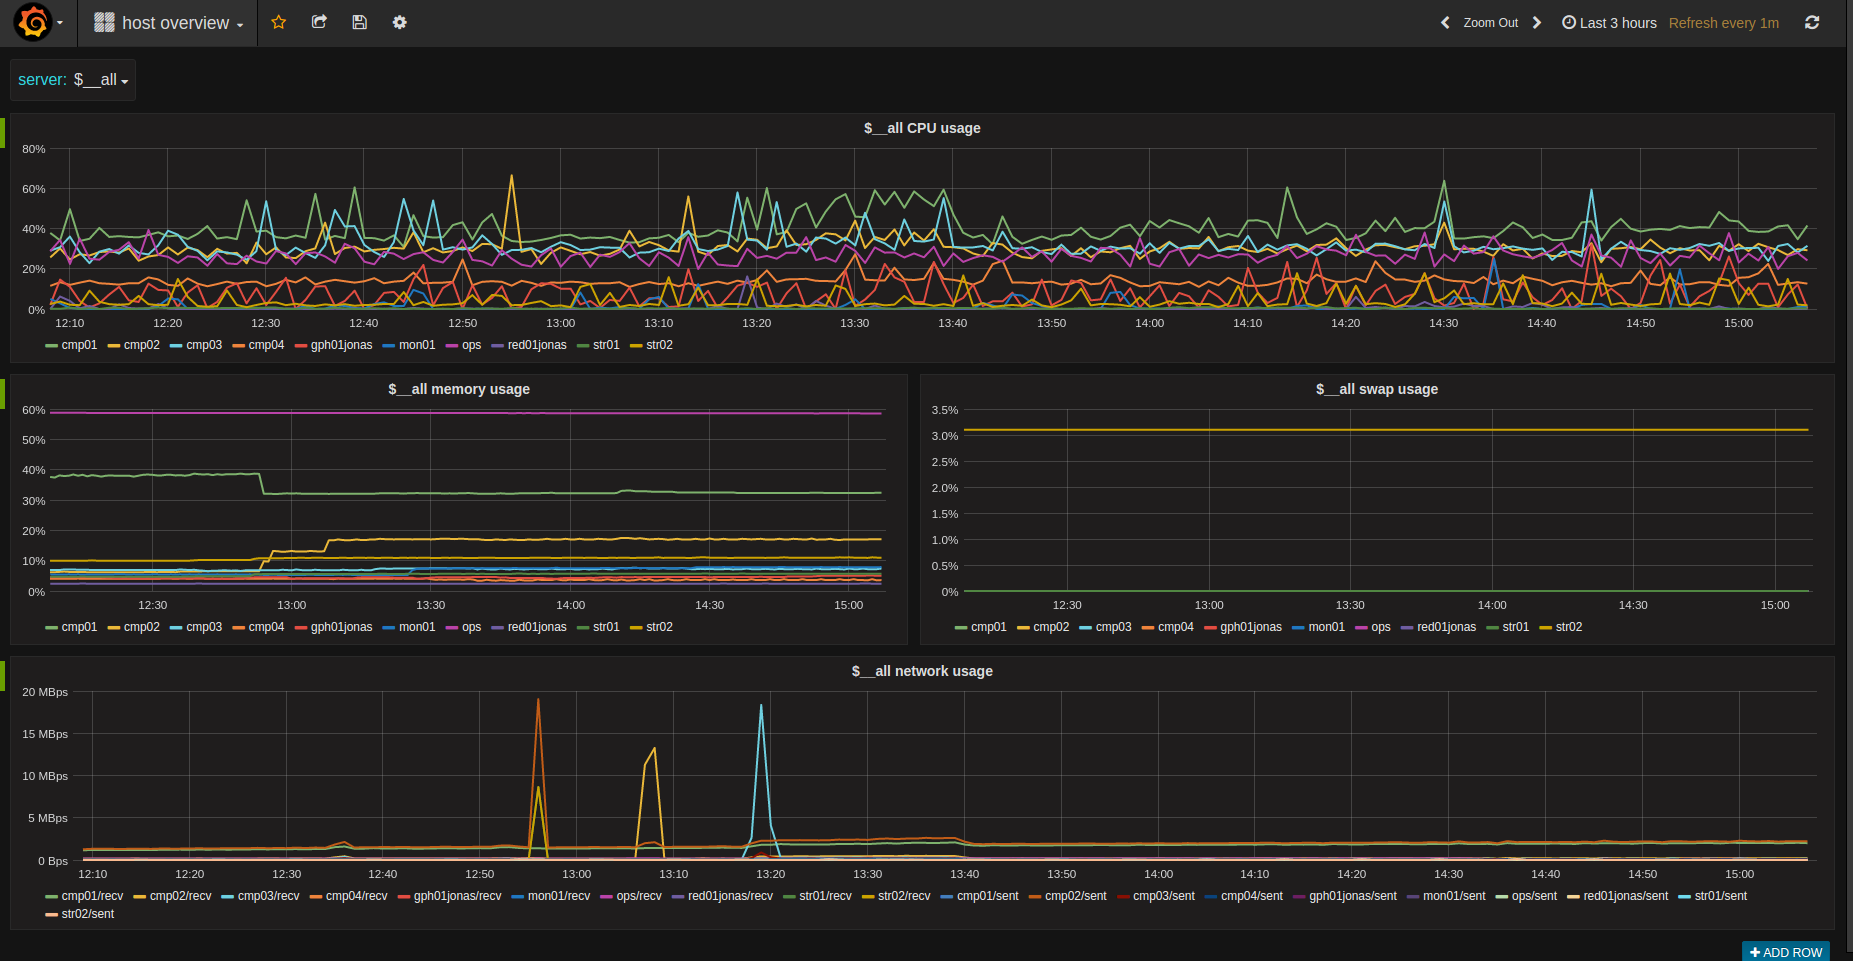 host overview
Zoom Out Last 3 hours Refresh every 1m
server: $__all
$__all CPU usage
80%
60%
40%
20%
0%
12:10 12:20 12:30 12:40 12:50 13:00 13:10 13:20 13:30 13:40 13:50 14:00 14:10 14:20 14:30 14:40 14:50 15:00
cmp01 cmp02 cmp03 cmp04 gph01jonas mon01 ops red01jonas str01 str02
$__all memory usage
60%
50%
40%
30%
20%
10%
0%
12:30 13:00 13:30 14:00 14:30 15:00
cmp01 cmp02 cmp03 cmp04 gph01jonas mon01 ops red01jonas str01 str02
$__all swap usage
3.5%
3.0%
2.5%
2.0%
1.5%
1.0%
0.5%
0%
12:30 13:00 13:30 14:00 14:30 15:00
cmp01 cmp02 cmp03 cmp04 gph01jonas mon01 ops red01jonas str01 str02
$__all network usage
20 MBps
15 MBps
10 MBps
5 MBps
0 Bps
12:10 12:20 12:30 12:40 12:50 13:00 13:10 13:20 13:30 13:40 13:50 14:00 14:10 14:20 14:30 14:40 14:50 15:00
cmp01/recv cmp02/recv cmp03/recv cmp04/recv gph01jonas/recv mon01/recv ops/recv red01jonas/recv str01/recv str02/recv cmp01/sent cmp02/sent cmp03/sent cmp04/sent gph01jonas/sent mon01/sent ops/sent red01jonas/sent str01/sent
str02/sent
ADD ROW